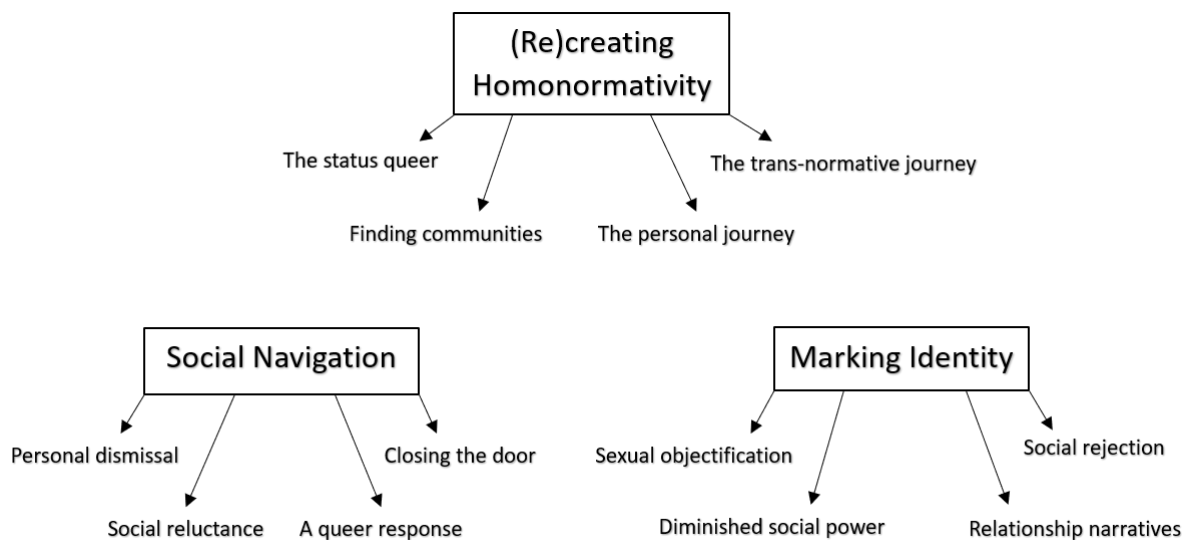 (Re)creating
Homonormativity
The status queer
The trans-normative journey
Finding communities
The personal journey
Social Navigation
Personal dismissal
Closing the door
Social reluctance
A queer response
Marking Identity
Sexual objectification
Social rejection
Diminished social power
Relationship narratives